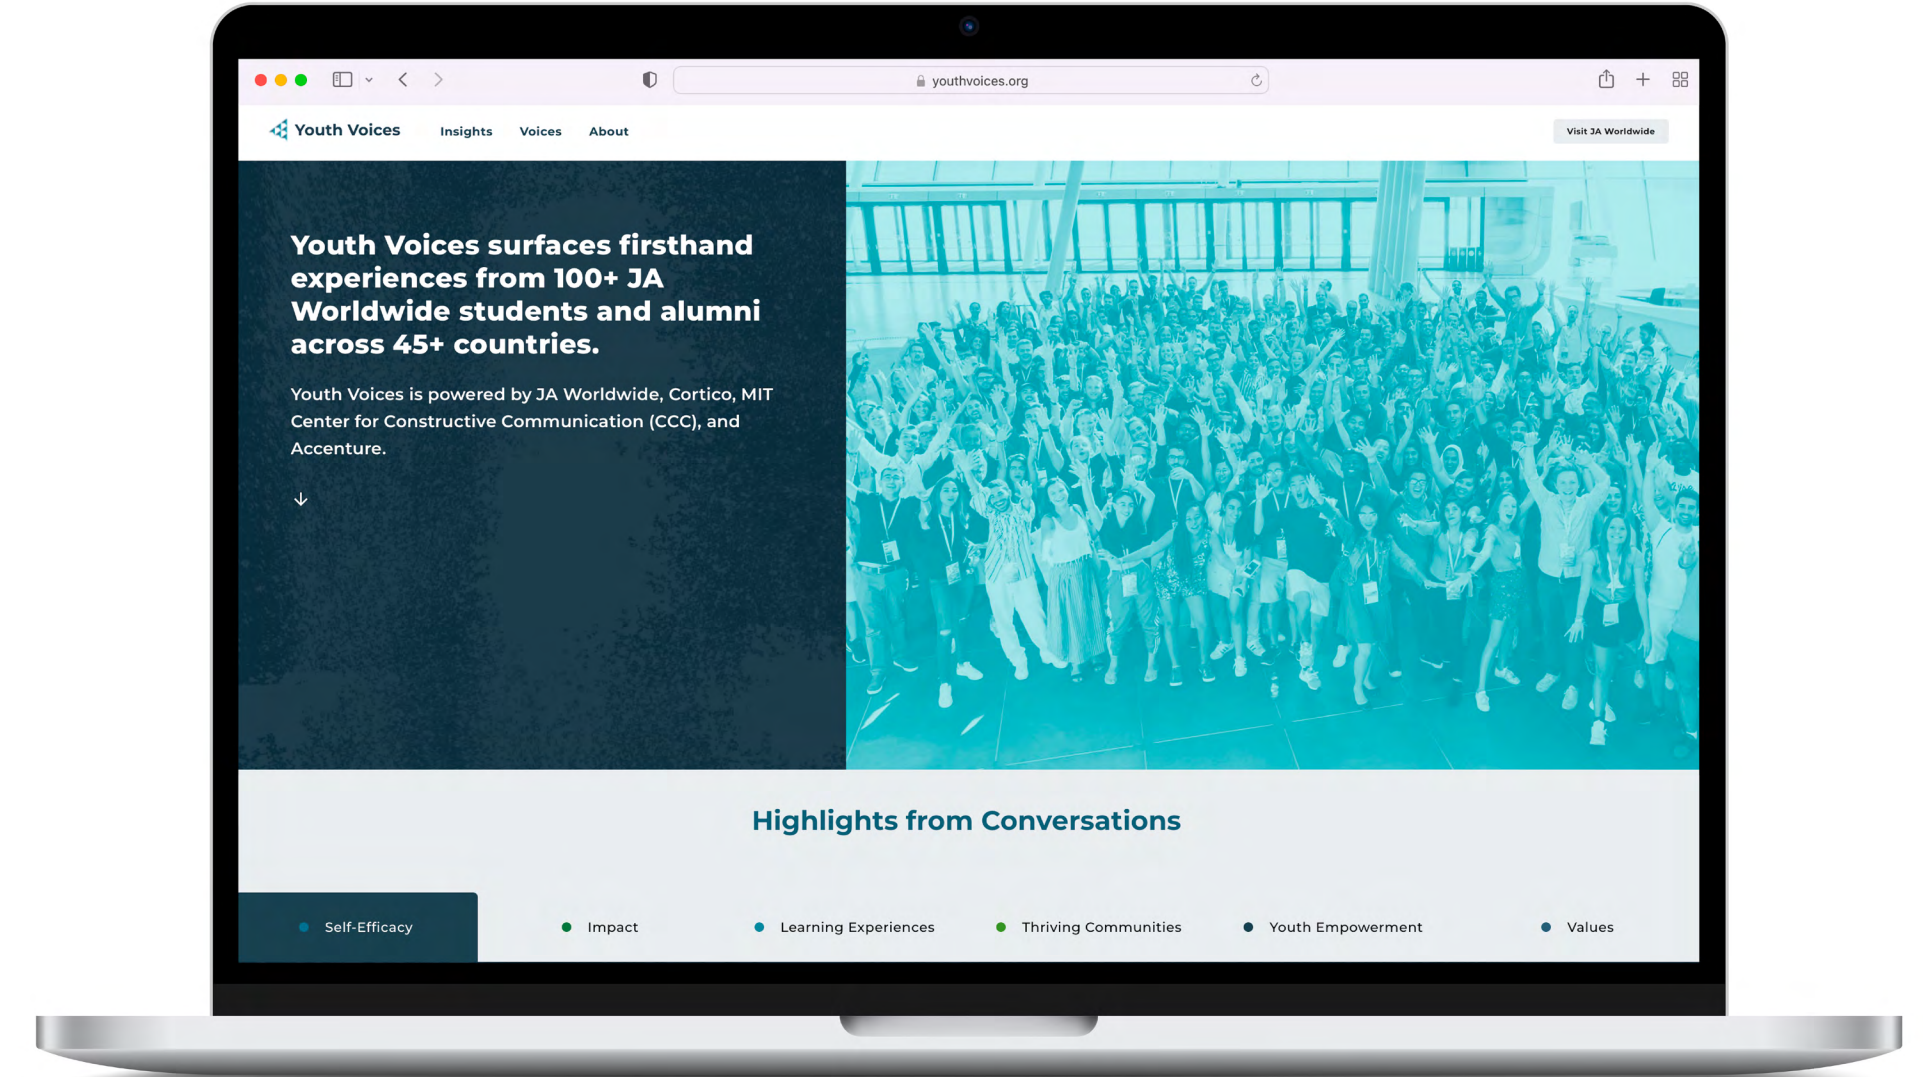 youthvoices.org
Youth Voices
Insights
Voices
About
Visit JA Worldwide
Youth Voices surfaces firsthand
experiences from 100+ JA
Worldwide students and alumni
across 45+ countries.
Youth Voices is powered by JA Worldwide, Cortico, MIT
Center for Constructive Communication (CCC), and
Accenture.
Highlights from Conversations
Self-Efficacy
Impact
Learning Experiences
Thriving Communities
Youth Empowerment
Values